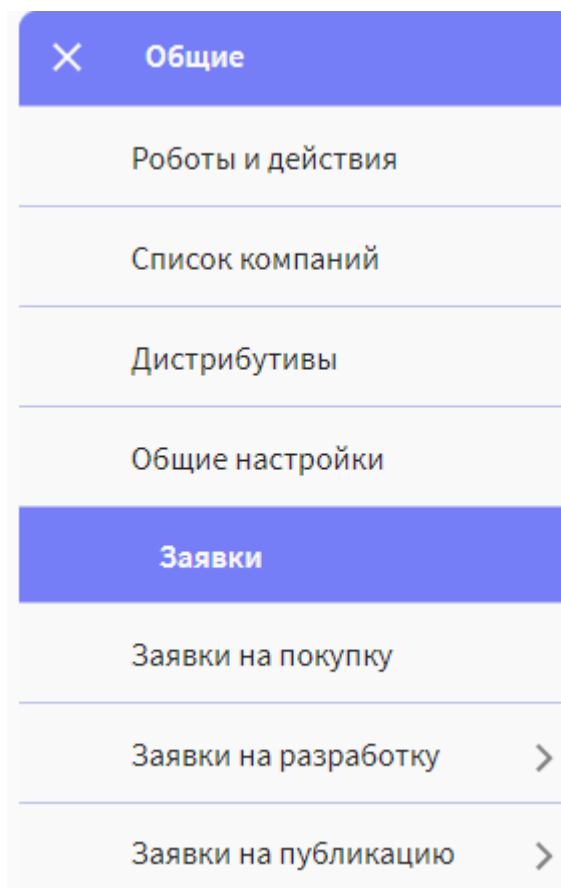 Общие
Роботы и действия
Список компаний
Дистрибутивы
Общие настройки
Заявки
Заявки на покупку
Заявки на разработку
Заявки на публикацию